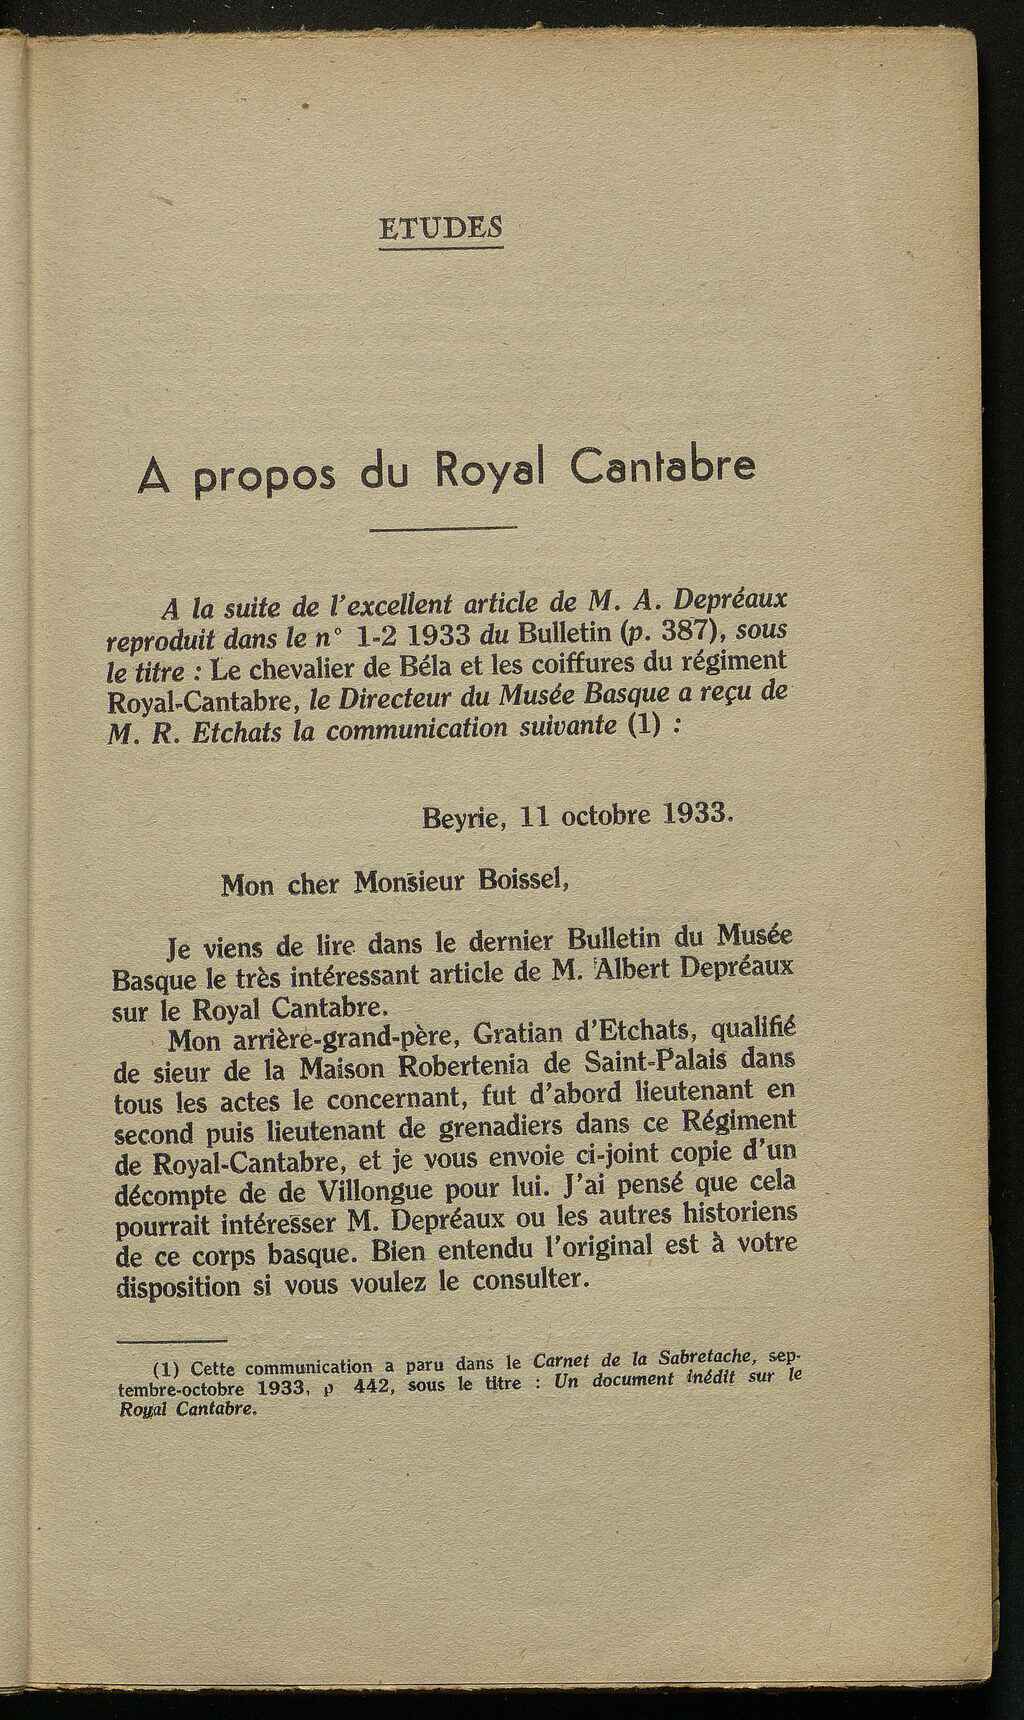 ETUDES
A propos du Royal Cantabre
A la suite de l'excellent article de M. A. Depréaux
reproduit dans le n° 1-2 1933 du Bulletin (p. 387), sous
le titre : Le chevalier de Béla et les coiffures du régiment
Royal-Cantabre, le Directeur du Musée Basque a reçu de
M. R. Etchats la communication suivante (1) :
Beyrie, 11 octobre 1933.
Mon cher Monsieur Boissel,
Je viens de lire dans le dernier Bulletin du Musée
Basque le très intéressant article de M. Albert Depréaux
sur le Royal Cantabre.
Mon arrière-grand-père, Gratian d'Etchats, qualifié
de sieur de la Maison Robertenia de Saint-Palais dans
tous les actes le concernant, fut d'abord lieutenant en
second puis lieutenant de grenadiers dans ce Régiment
de Royal-Cantabre, et je vous envoie ci-joint copie d'un
décompte de de Villongue pour lui. J'ai pensé que cela
pourrait intéresser M. Depréaux ou les autres historiens
de ce corps basque. Bien entendu l'original est à votre
disposition si vous voulez le consulter.
(1) Cette communication a paru dans le Carnet de la Sabretache, sep-
tembre-octobre 1933, p 442, sous le titre : Un document inédit sur le
Royal Cantabre.